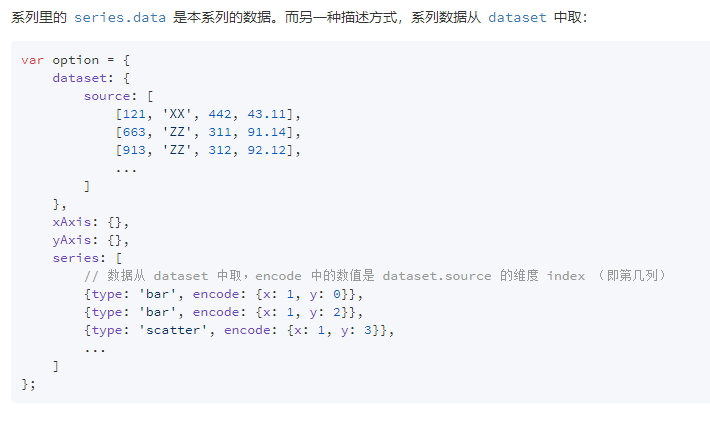 系列里的 series.data 是本系列的数据。而另一种描述方式，系列数据从 dataset 中取：
var option = {
    dataset: {
        source: [
            [121, 'XX', 442, 43.11],
            [663, 'ZZ', 311, 91.14],
            [913, 'ZZ', 312, 92.12],
            ...
        ]
    },
    xAxis: {},
    yAxis: {},
    series: [
        // 数据从 dataset 中取，encode 中的数值是 dataset.source 的维度 index （即第几列）
        {type: 'bar', encode: {x: 1, y: 0}},
        {type: 'bar', encode: {x: 1, y: 2}},
        {type: 'scatter', encode: {x: 1, y: 3}},
        ...
    ]
};